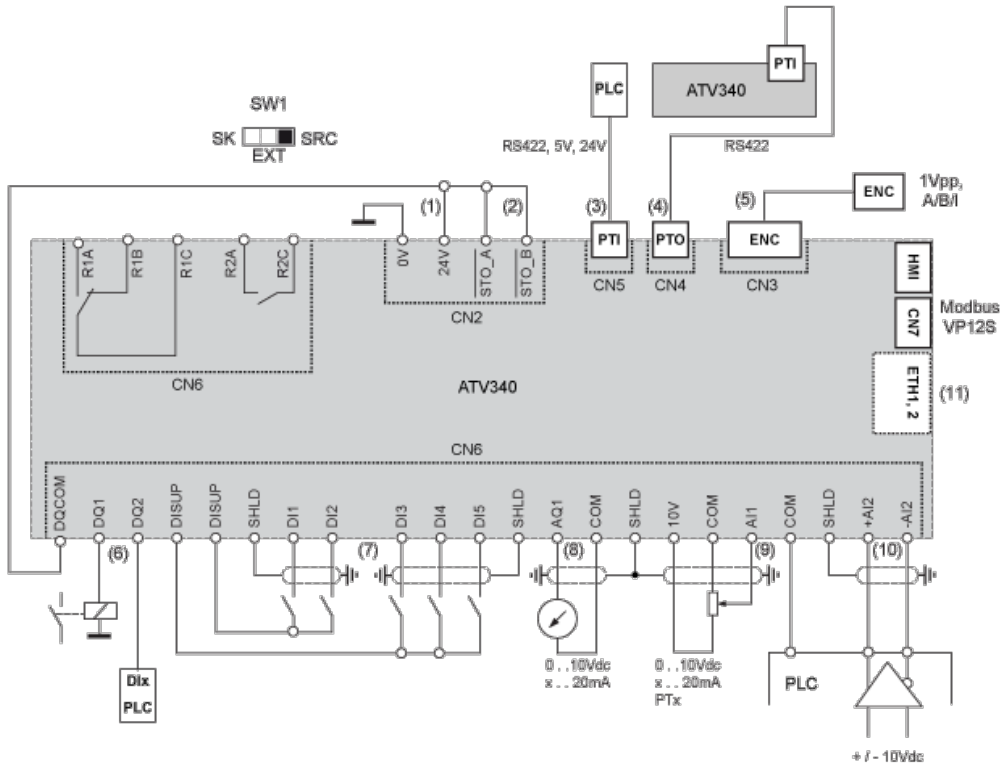 PTI
PLC
ATV340
SW1
SK SRC
EXT
RS422, 5V, 24V
RS422
(1)
(2)
(3)
(4)
(5)
ENC
1Vpp,
A/B/I
R1A
R1B
R1C
R2A
R2C
0V
24V
STO_A
STO_B
PTI
PTO
ENC
HMI
CN2
CN5
CN4
CN3
CN7
Modbus
VP12S
CN6
ATV340
ETH1, 2
(11)
CN6
DQCOM
DQ1
DQ2
DISUP
DISUP
SHLD
DI1
DI2
DI3
DI4
DI5
SHLD
AQ1
COM
SHLD
10V
COM
AI1
COM
SHLD
+AI2
-AI2
(6)
(7)
(8)
(9)
(10)
DIx
PLC
0 . . 10Vdc
x . . 20mA
0 . . 10Vdc
x . . 20mA
PTx
PLC
+ / - 10Vdc